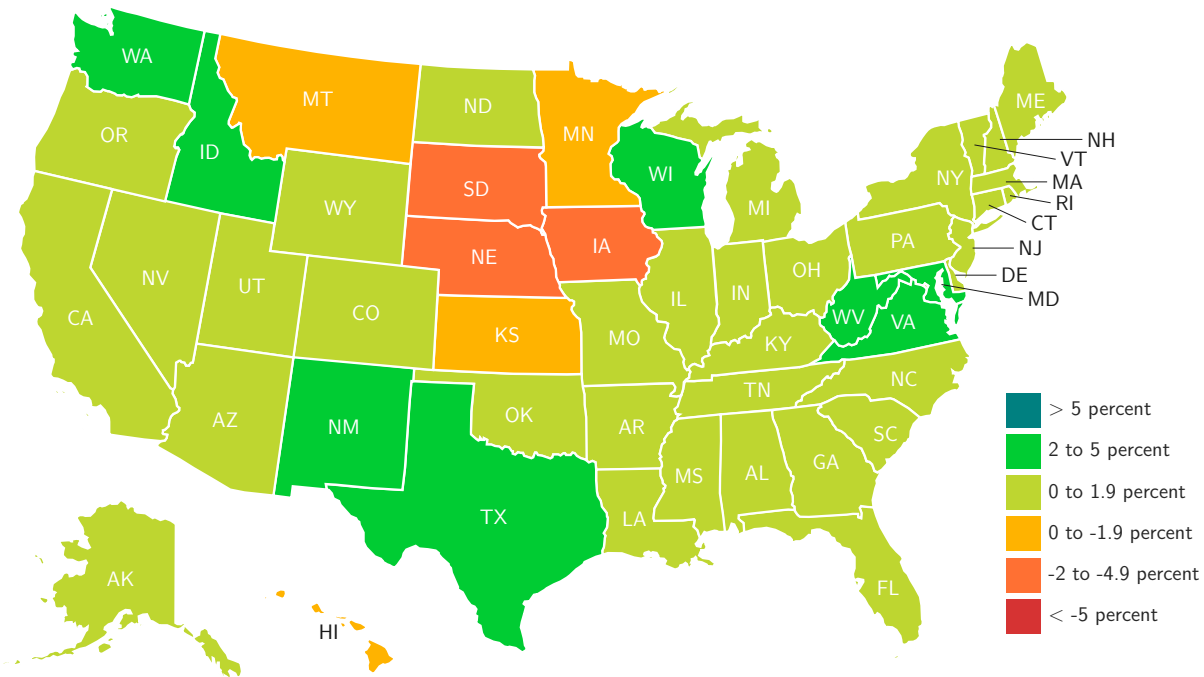 WA
MT
ND
MN
ME
OR
ID
SD
WI
NH
VT
NY
MA
WY
MI
RI
CT
NE
IA
PA
NJ
NV
UT
OH
DE
CO
IL
IN
MD
CA
KS
MO
WV
VA
KY
AZ
NM
OK
AR
TN
NC
SC
MS
AL
GA
TX
LA
AK
HI
FL
> 5 percent
2 to 5 percent
0 to 1.9 percent
0 to -1.9 percent
-2 to -4.9 percent
< -5 percent